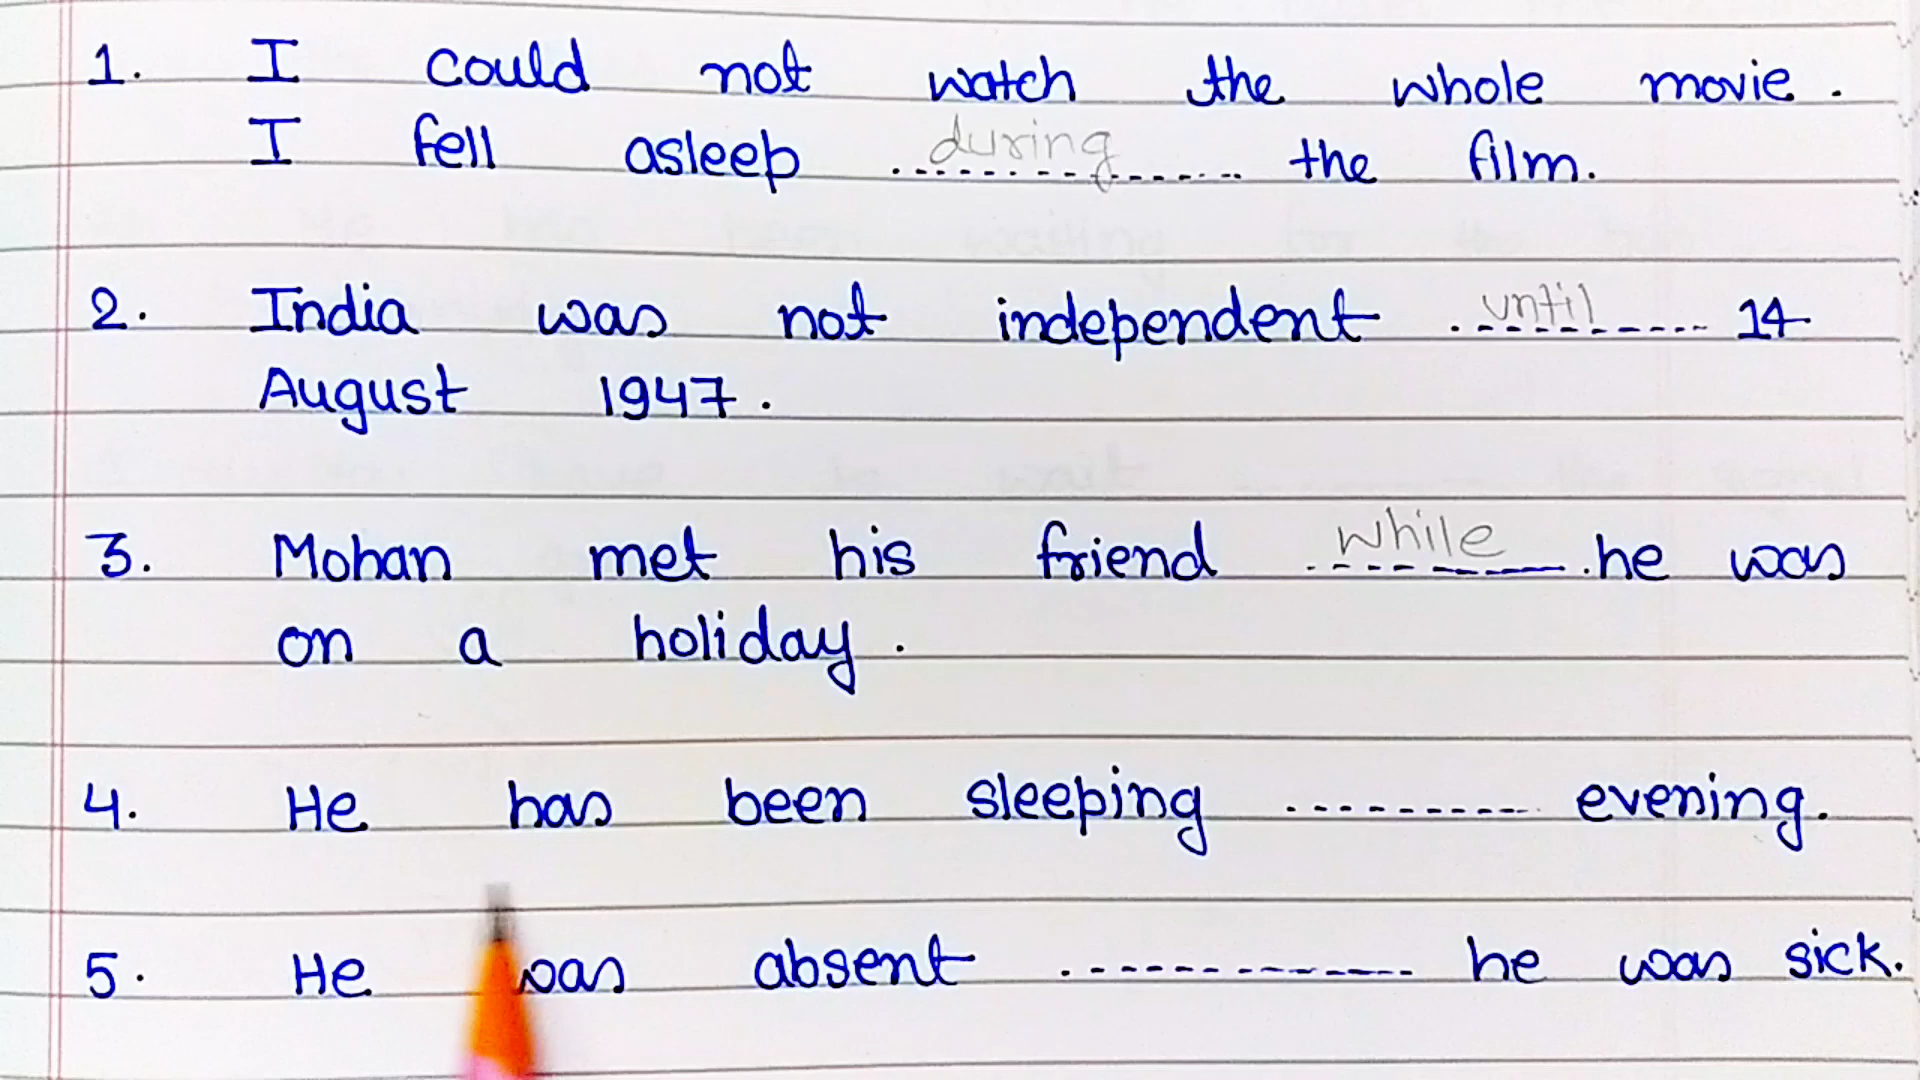 1. I could not watch the whole movie.
I fell asleep during the film.
2. India was not independent until 14
August 1947.
3. Mohan met his friend while he was
on a holiday.
4. He has been sleeping ---------- evening.
5. He was absent ------------- he was sick.